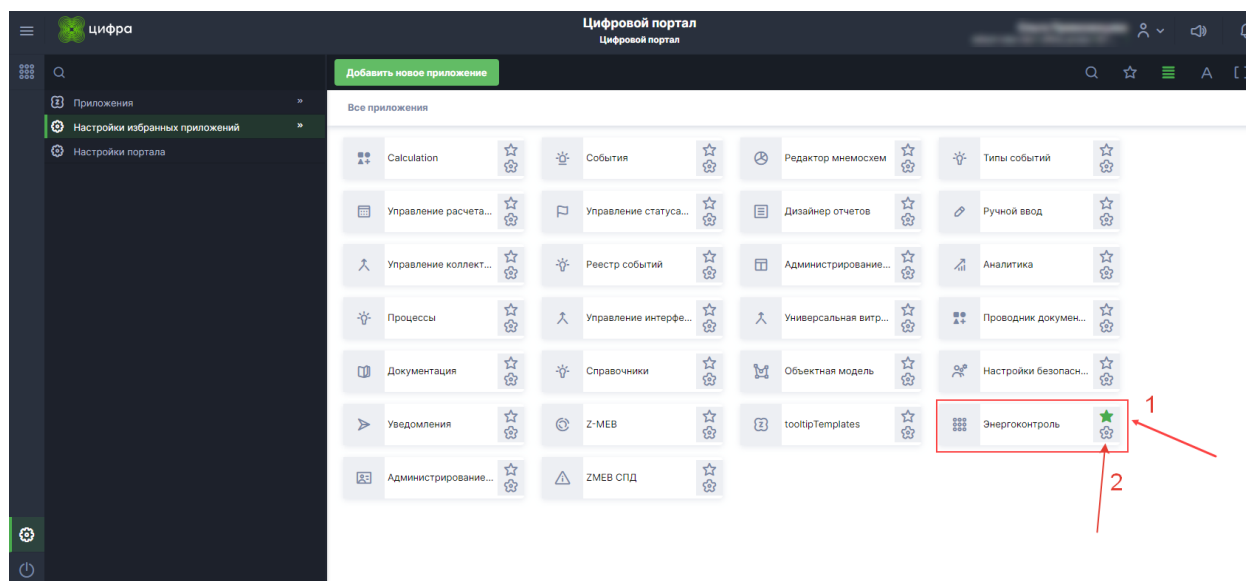 цифра
Цифровой портал
Цифровой портал
Добавить новое приложение
A
Приложения »
Настройки избранных приложений »
Настройки портала
Все приложения
Calculation
События
Редактор мнемосхем
Типы событий
Управление расчета...
Управление статуса...
Дизайнер отчетов
Ручной ввод
Управление коллект...
Реестр событий
Администрирование...
Аналитика
Процессы
Управление интерфе...
Универсальная витр...
Проводник докумен...
Документация
Справочники
Объектная модель
Настройки безопасн...
Уведомления
Z-MEB
tooltipTemplates
Энергоконтроль
1
Администрирование...
ZMEB СПД
2